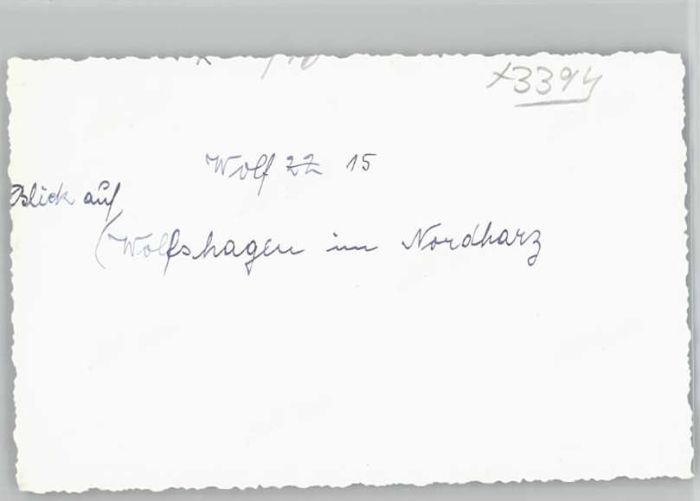 x3394
Wolf 22 15
Blick auf
(Wolfshagen im Nordharz